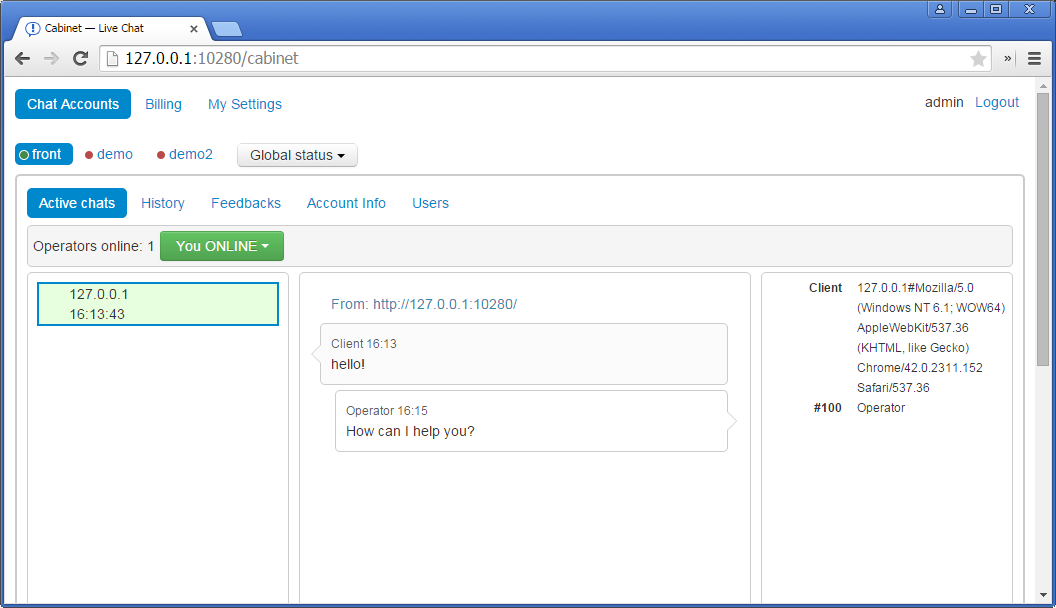 Cabinet — Live Chat
127.0.0.1:10280/cabinet
»
Chat Accounts Billing My Settings admin Logout
front demo demo2 Global status
Active chats History Feedbacks Account Info Users
Operators online: 1 You ONLINE
127.0.0.1
16:13:43
From: http://127.0.0.1:10280/
Client 16:13
hello!
Operator 16:15
How can I help you?
Client 127.0.0.1#Mozilla/5.0
(Windows NT 6.1; WOW64)
AppleWebKit/537.36
(KHTML, like Gecko)
Chrome/42.0.2311.152
Safari/537.36
#100 Operator